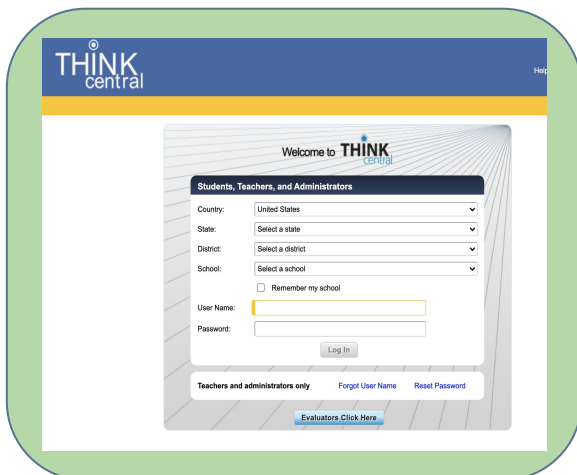 THINK
central
Help
Welcome to THINK
central
Students, Teachers, and Administrators
Country: United States
State: Select a state
District: Select a district
School: Select a school
Remember my school
User Name:
Password:
Log In
Teachers and administrators only Forgot User Name Reset Password
Evaluators Click Here